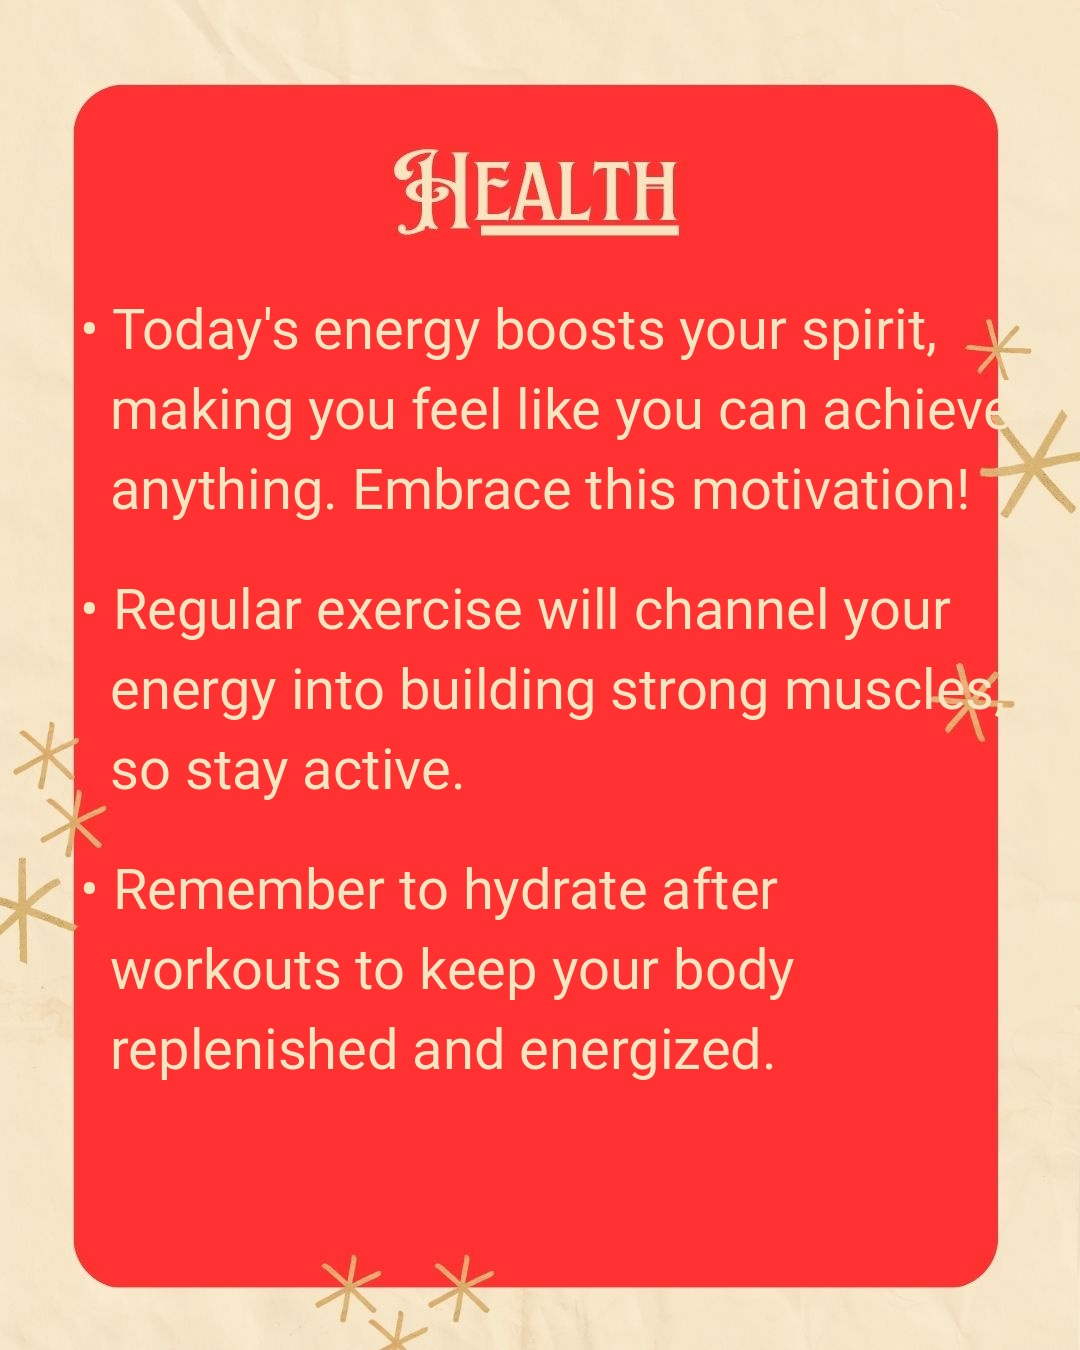 Health
• Today's energy boosts your spirit,
making you feel like you can achieve
anything. Embrace this motivation!
• Regular exercise will channel your
energy into building strong muscles,
so stay active.
• Remember to hydrate after
workouts to keep your body
replenished and energized.